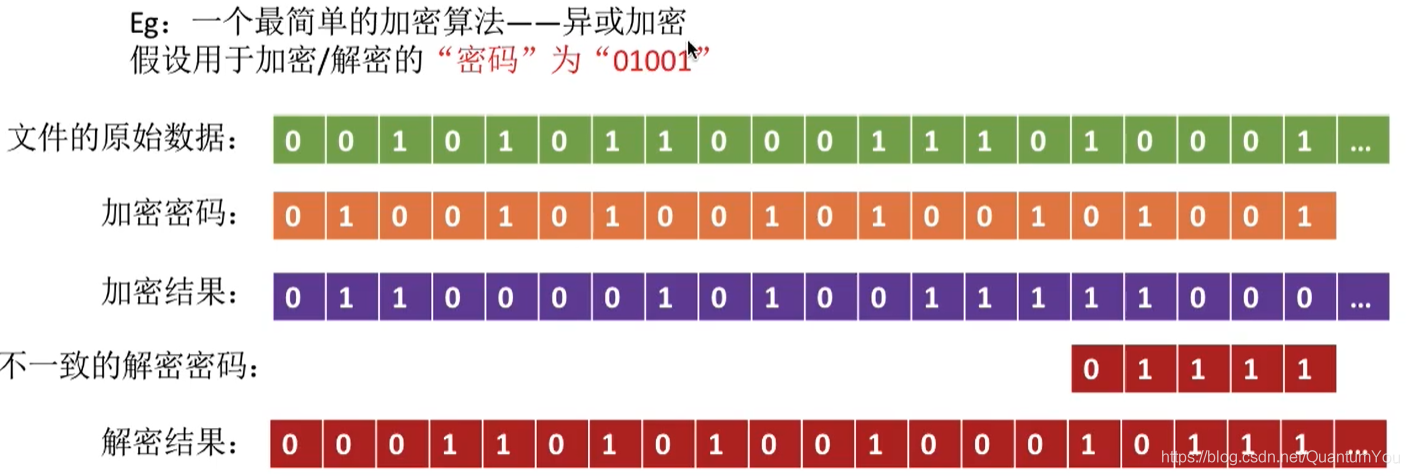 Eg：一个最简单的加密算法——异或加密
假设用于加密/解密的“密码”为“01001”
文件的原始数据： 0 0 1 0 1 0 1 1 0 0 0 1 1 1 0 1 0 0 0 1 ...
加密密码： 0 1 0 0 1 0 1 0 0 1 0 1 0 0 1 0 1 0 0 1
加密结果： 0 1 1 0 0 0 0 1 0 1 0 0 1 1 1 1 1 0 0 0 ...
不一致的解密密码： 0 1 1 1 1
解密结果： 0 0 0 1 1 0 1 0 1 0 0 1 0 0 0 1 0 1 1 1 ...
https://blog.csdn.net/QuantumYou